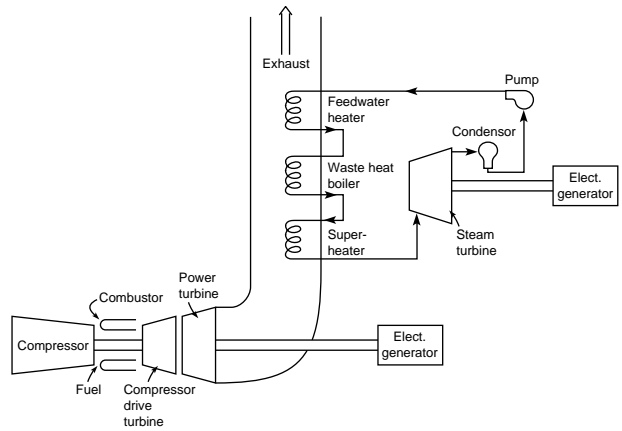 Exhaust
Pump
Feedwater
heater
Condensor
Waste heat
boiler
Elect.
generator
Super-
heater
Steam
turbine
Power
turbine
Combustor
Compressor
Elect.
generator
Fuel
Compressor
drive
turbine